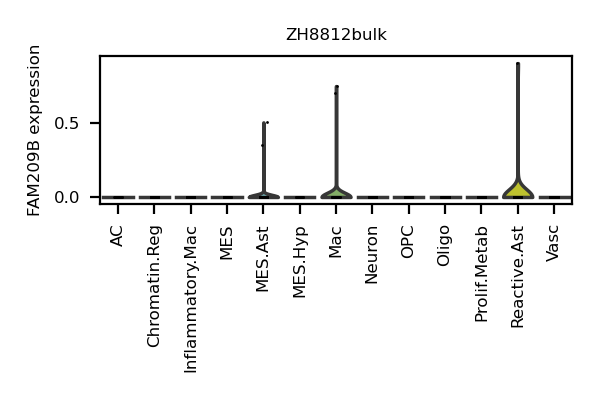 ZH8812bulk
FAM209B expression
0.5
0.0
AC
Chromatin.Reg
Inflammatory.Mac
MES
MES.Ast
MES.Hyp
Mac
Neuron
OPC
Oligo
Prolif.Metab
Reactive.Ast
Vasc